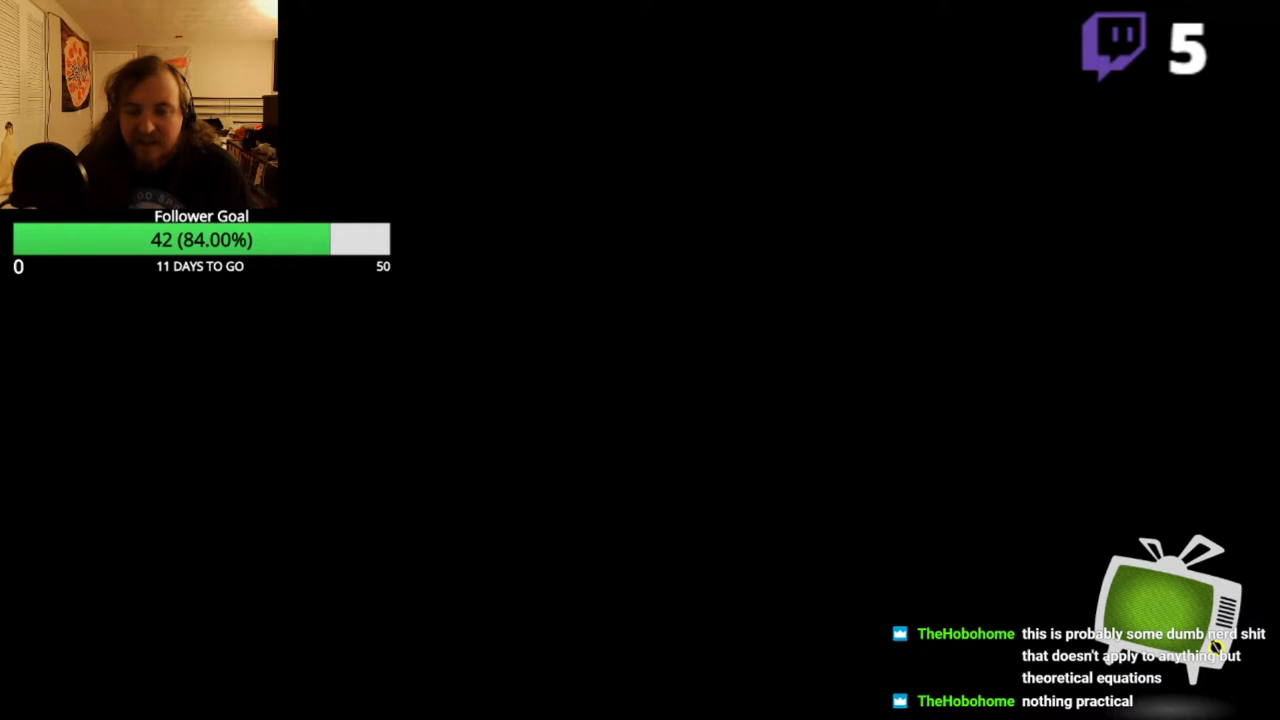 5
Follower Goal
42 (84.00%)
0 11 DAYS TO GO 50
TheHobohome this is probably some dumb nerd shit
that doesn't apply to anything but
theoretical equations
TheHobohome nothing practical